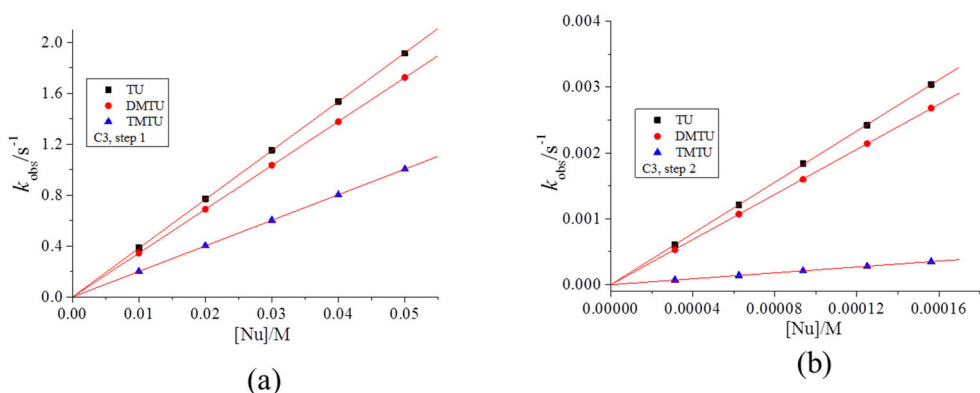 2.0
1.6
1.2
0.8
0.4
0.0
k_obs/s⁻¹
TU
DMTU
TMTU
C3, step 1
0.00 0.01 0.02 0.03 0.04 0.05
[Nu]/M
(a)
0.004
0.003
0.002
0.001
0.000
k_obs/s⁻¹
TU
DMTU
TMTU
C3, step 2
0.00000 0.00004 0.00008 0.00012 0.00016
[Nu]/M
(b)